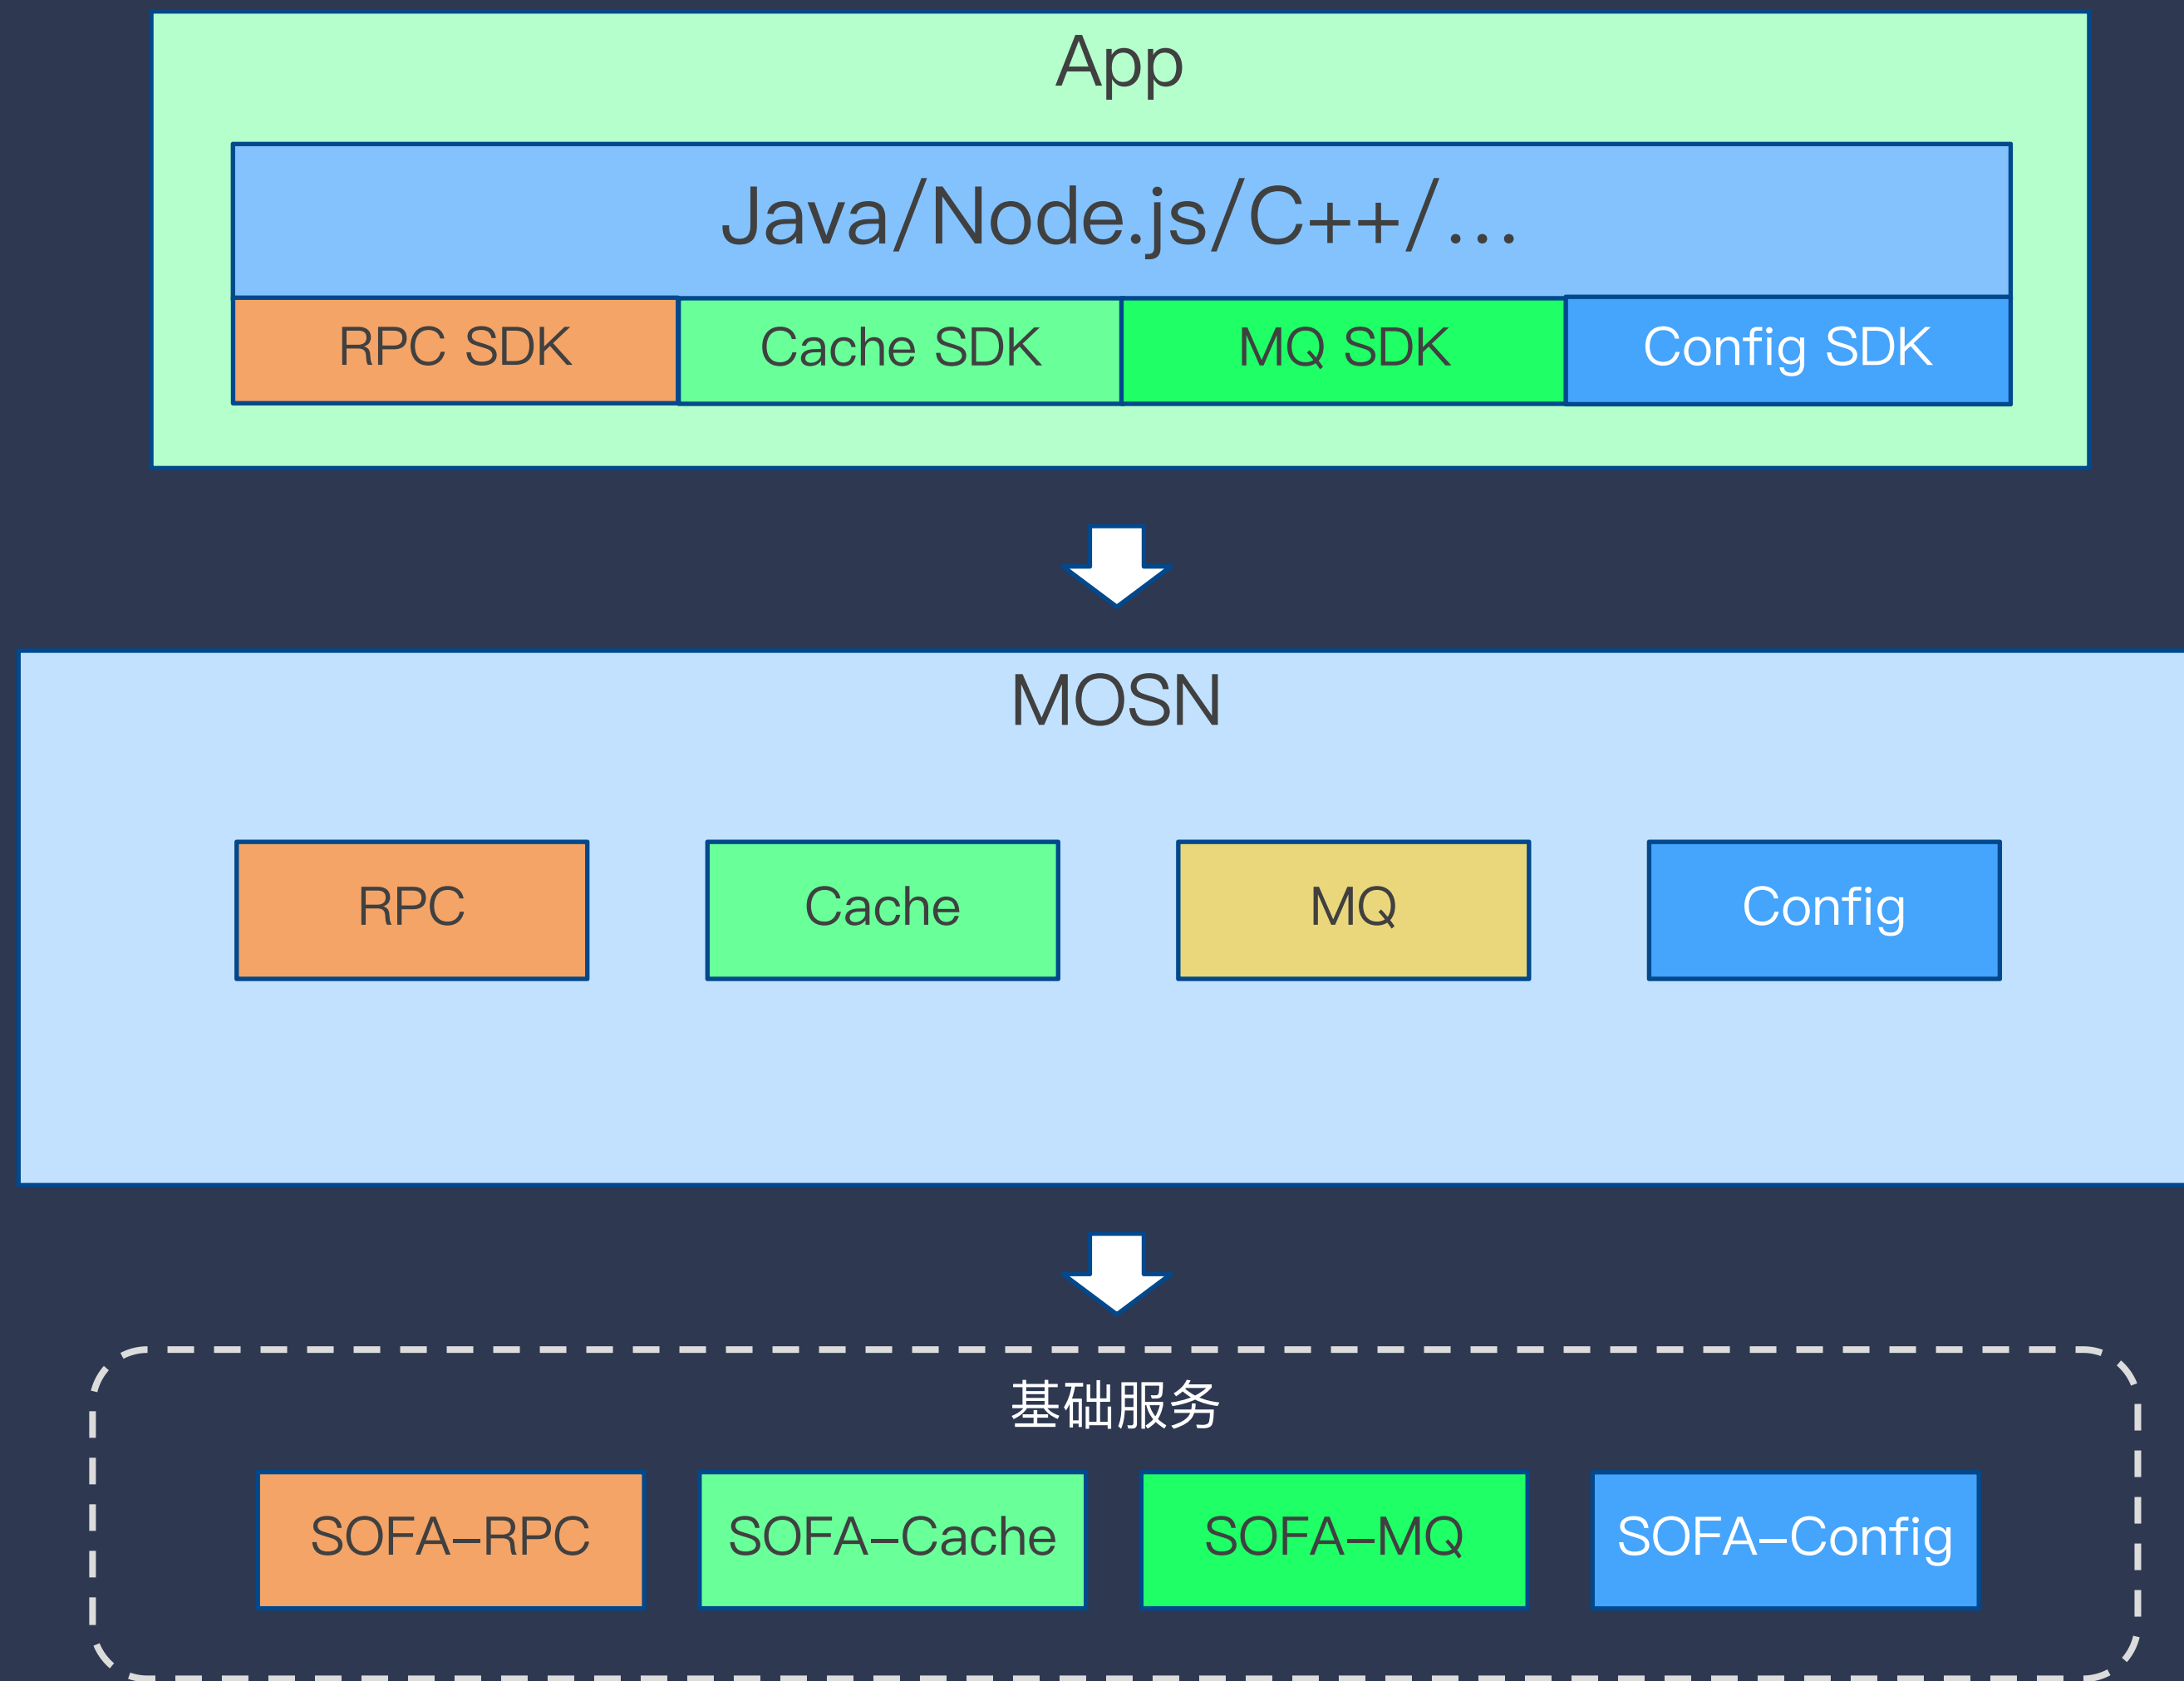 App
Java/Node.js/C++/...
RPC SDK
Cache SDK
MQ SDK
Config SDK
MOSN
RPC
Cache
MQ
Config
基础服务
SOFA-RPC
SOFA-Cache
SOFA-MQ
SOFA-Config